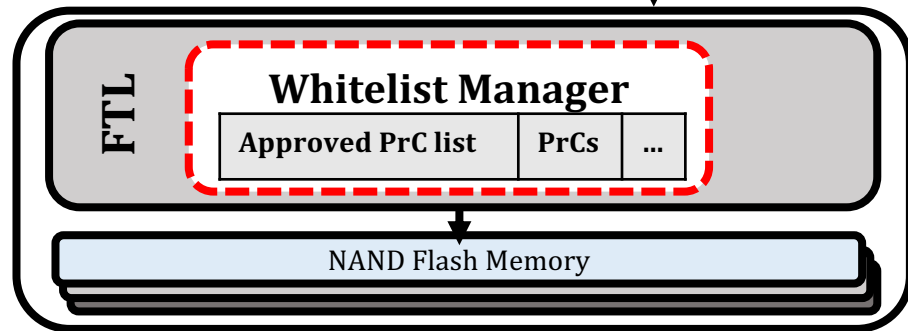 FTL
Whitelist Manager
Approved PrC list PrCs ...
NAND Flash Memory